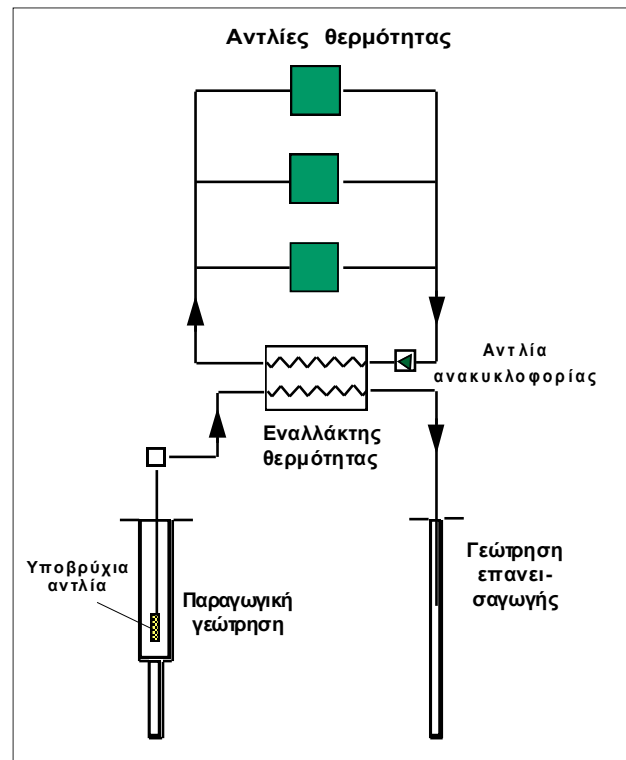 Αντλίες θερμότητας
Αντλία
ανακυκλοφορίας
Εναλλάκτης
θερμότητας
Υποβρύχια
αντλία
Παραγωγική
γεώτρηση
Γεώτρηση
επανει-
σαγωγής